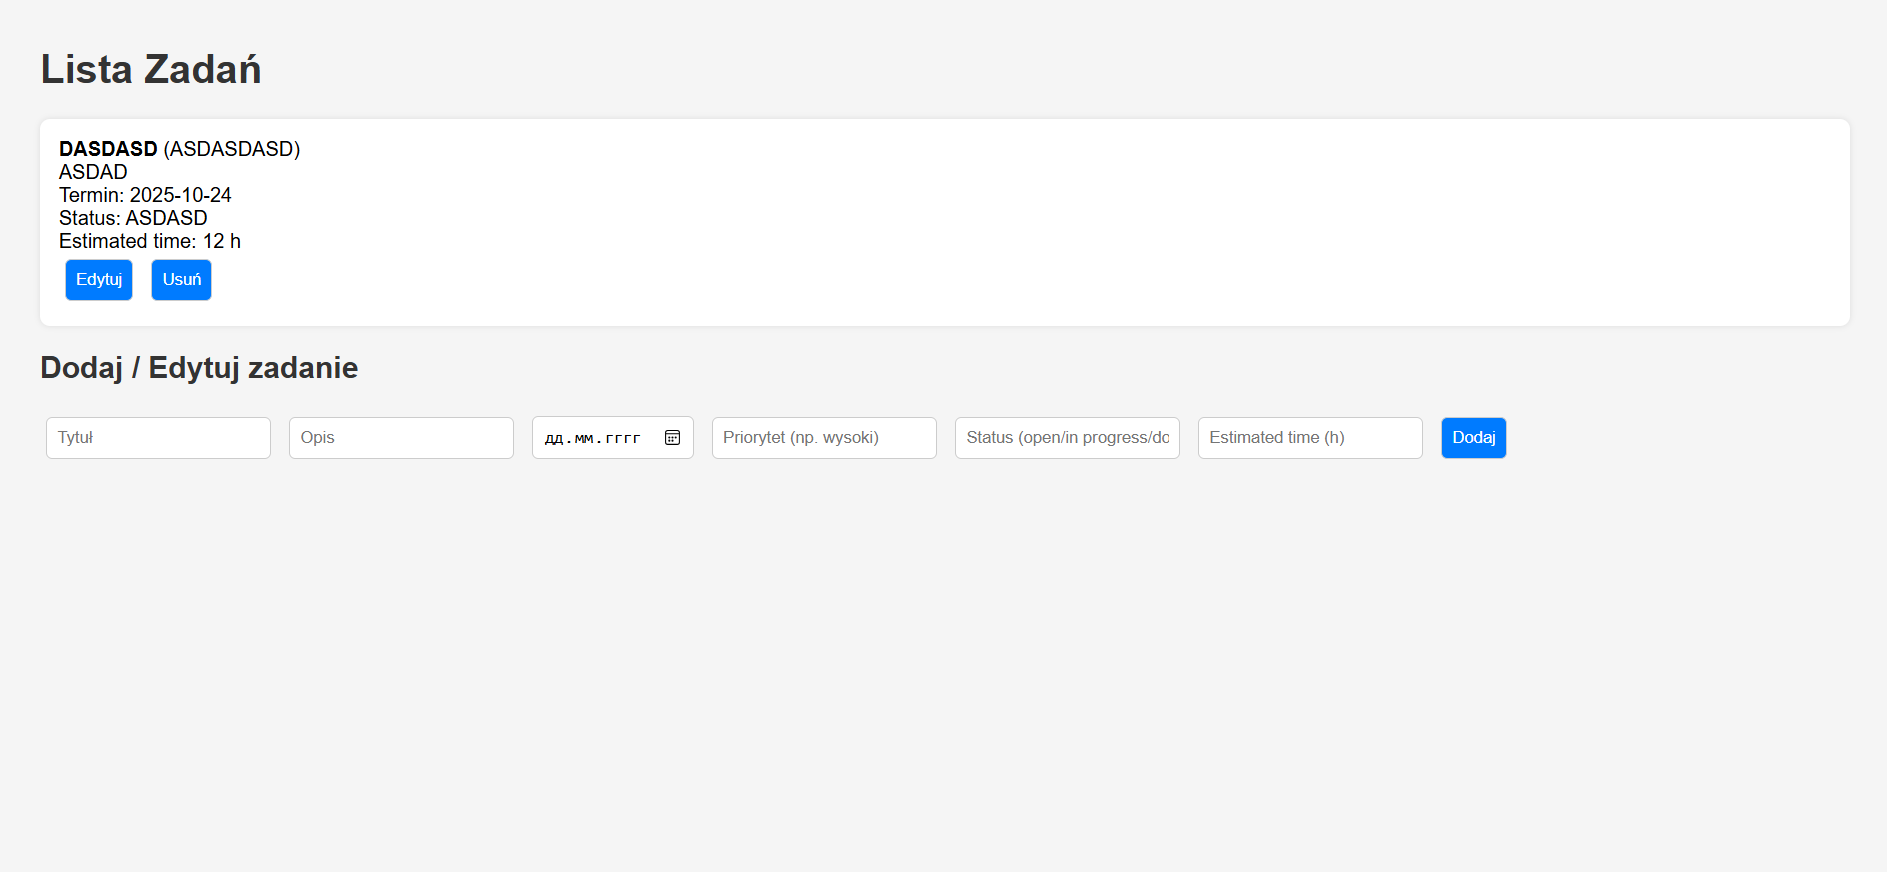 Lista Zadań
DASDASD (ASDASDASD)
ASDAD
Termin: 2025-10-24
Status: ASDASD
Estimated time: 12 h
Edytuj Usuń
Dodaj / Edytuj zadanie
Tytuł Opis дд.мм.гггг Priorytet (np. wysoki) Status (open/in progress/do Estimated time (h) Dodaj